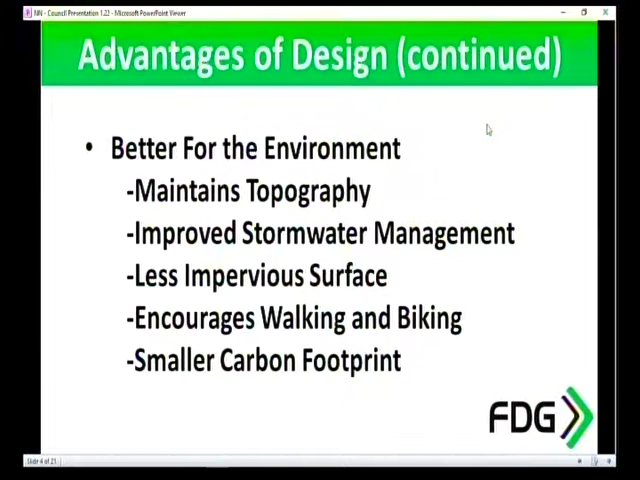 NN - Council Presentation 1.22 - Microsoft PowerPoint Viewer
Advantages of Design (continued)
• Better For the Environment
-Maintains Topography
-Improved Stormwater Management
-Less Impervious Surface
-Encourages Walking and Biking
-Smaller Carbon Footprint
FDG
Slide 4 of 21